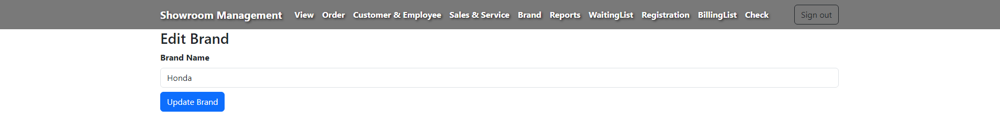 Showroom Management View Order Customer & Employee Sales & Service Brand Reports WaitingList Registration BillingList Check Sign out
Edit Brand
Brand Name
Honda
Update Brand